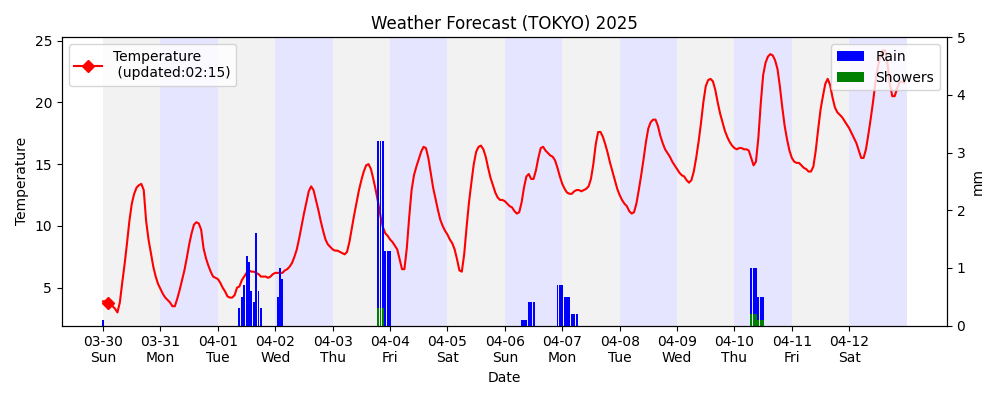 Weather Forecast (TOKYO) 2025
Temperature
(updated:02:15)
Rain
Showers
25
20
15
10
5
Temperature
5
4
3
2
1
0
mm
03-30 03-31 04-01 04-02 04-03 04-04 04-05 04-06 04-07 04-08 04-09 04-10 04-11 04-12
Sun Mon Tue Wed Thu Fri Sat Sun Mon Tue Wed Thu Fri Sat
Date